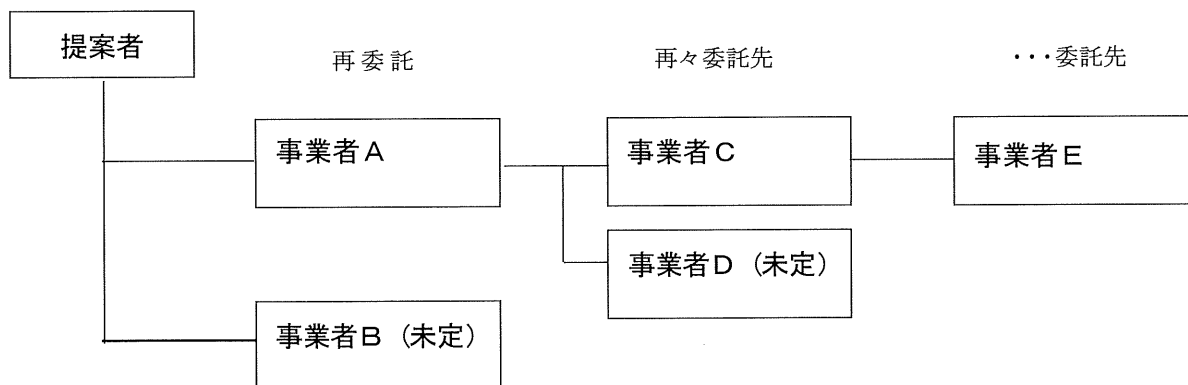 提案者
再委託
再々委託先
・・・委託先
事業者A
事業者C
事業者E
事業者D（未定）
事業者B（未定）